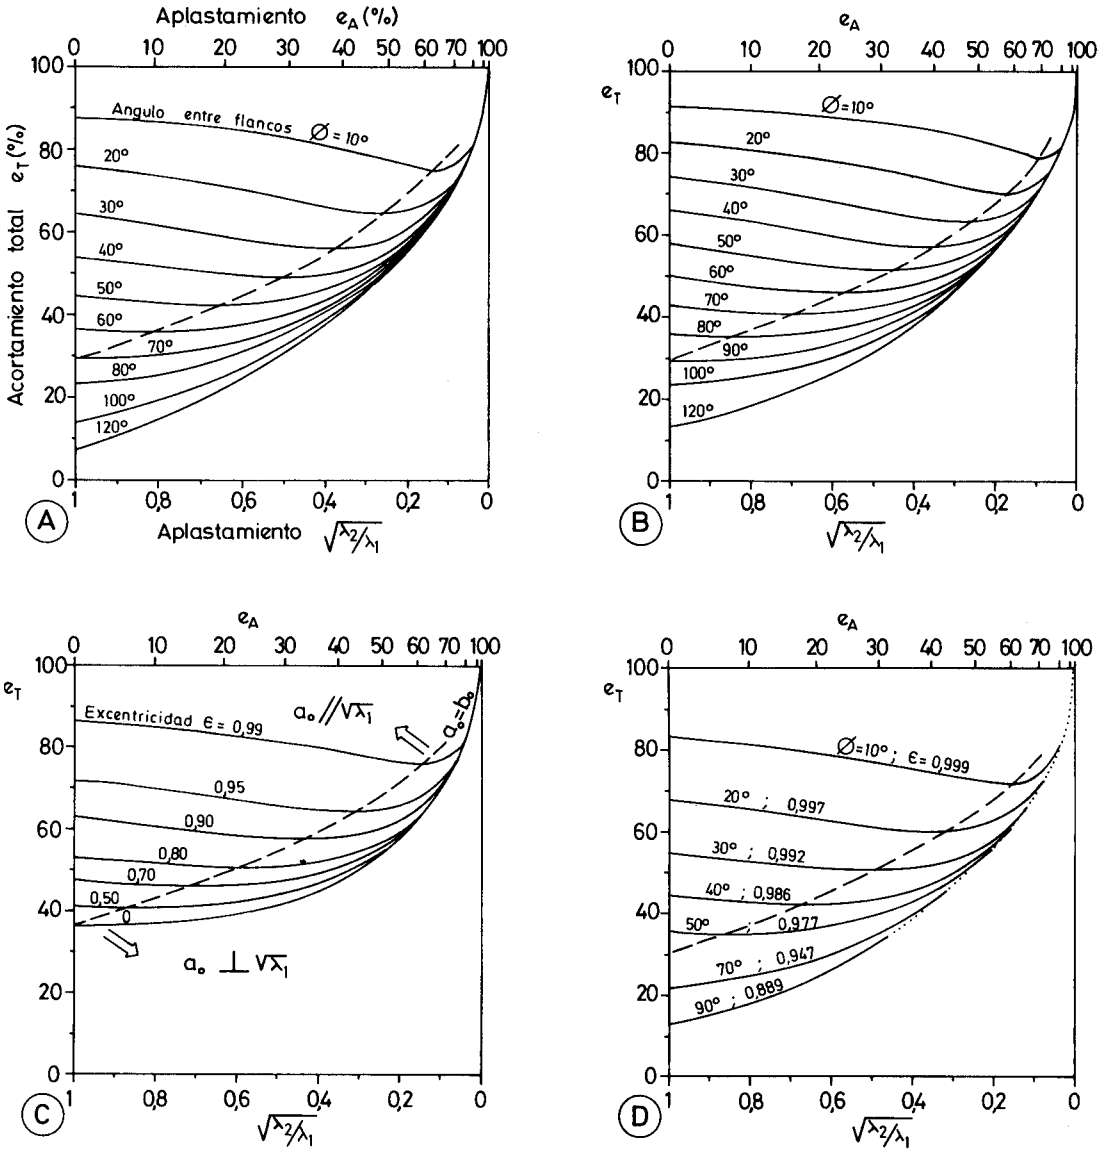 Aplastamiento e_A (%)
0 10 20 30 40 50 60 70 100
Acortamiento total e_T (%)
100
80
60
40
20
0
Angulo entre flancos Ø = 10°
20°
30°
40°
50°
60°
70°
80°
100°
120°
1 0,8 0,6 0,4 0,2 0
Aplastamiento √λ2/λ1
A
e_A
0 10 20 30 40 50 60 70 100
e_T
100
80
60
40
20
0
Ø=10°
20°
30°
40°
50°
60°
70°
80°
90°
100°
120°
1 0,8 0,6 0,4 0,2 0
√λ2/λ1
B
e_A
0 10 20 30 40 50 60 70 100
e_T
100
80
60
40
20
0
a₀ // √λ1
a₀=b₀
Excentricidad ϵ = 0,99
0,95
0,90
0,80
0,70
0,50
0
a₀ ⊥ √λ1
1 0,8 0,6 0,4 0,2 0
√λ2/λ1
C
e_A
0 10 20 30 40 50 60 70 100
e_T
100
80
60
40
20
0
Ø=10° ; ϵ= 0,999
20° ; 0,997
30° ; 0,992
40° ; 0,986
50° ; 0,977
70° ; 0,947
90° ; 0,889
1 0,8 0,6 0,4 0,2 0
√λ2/λ1
D